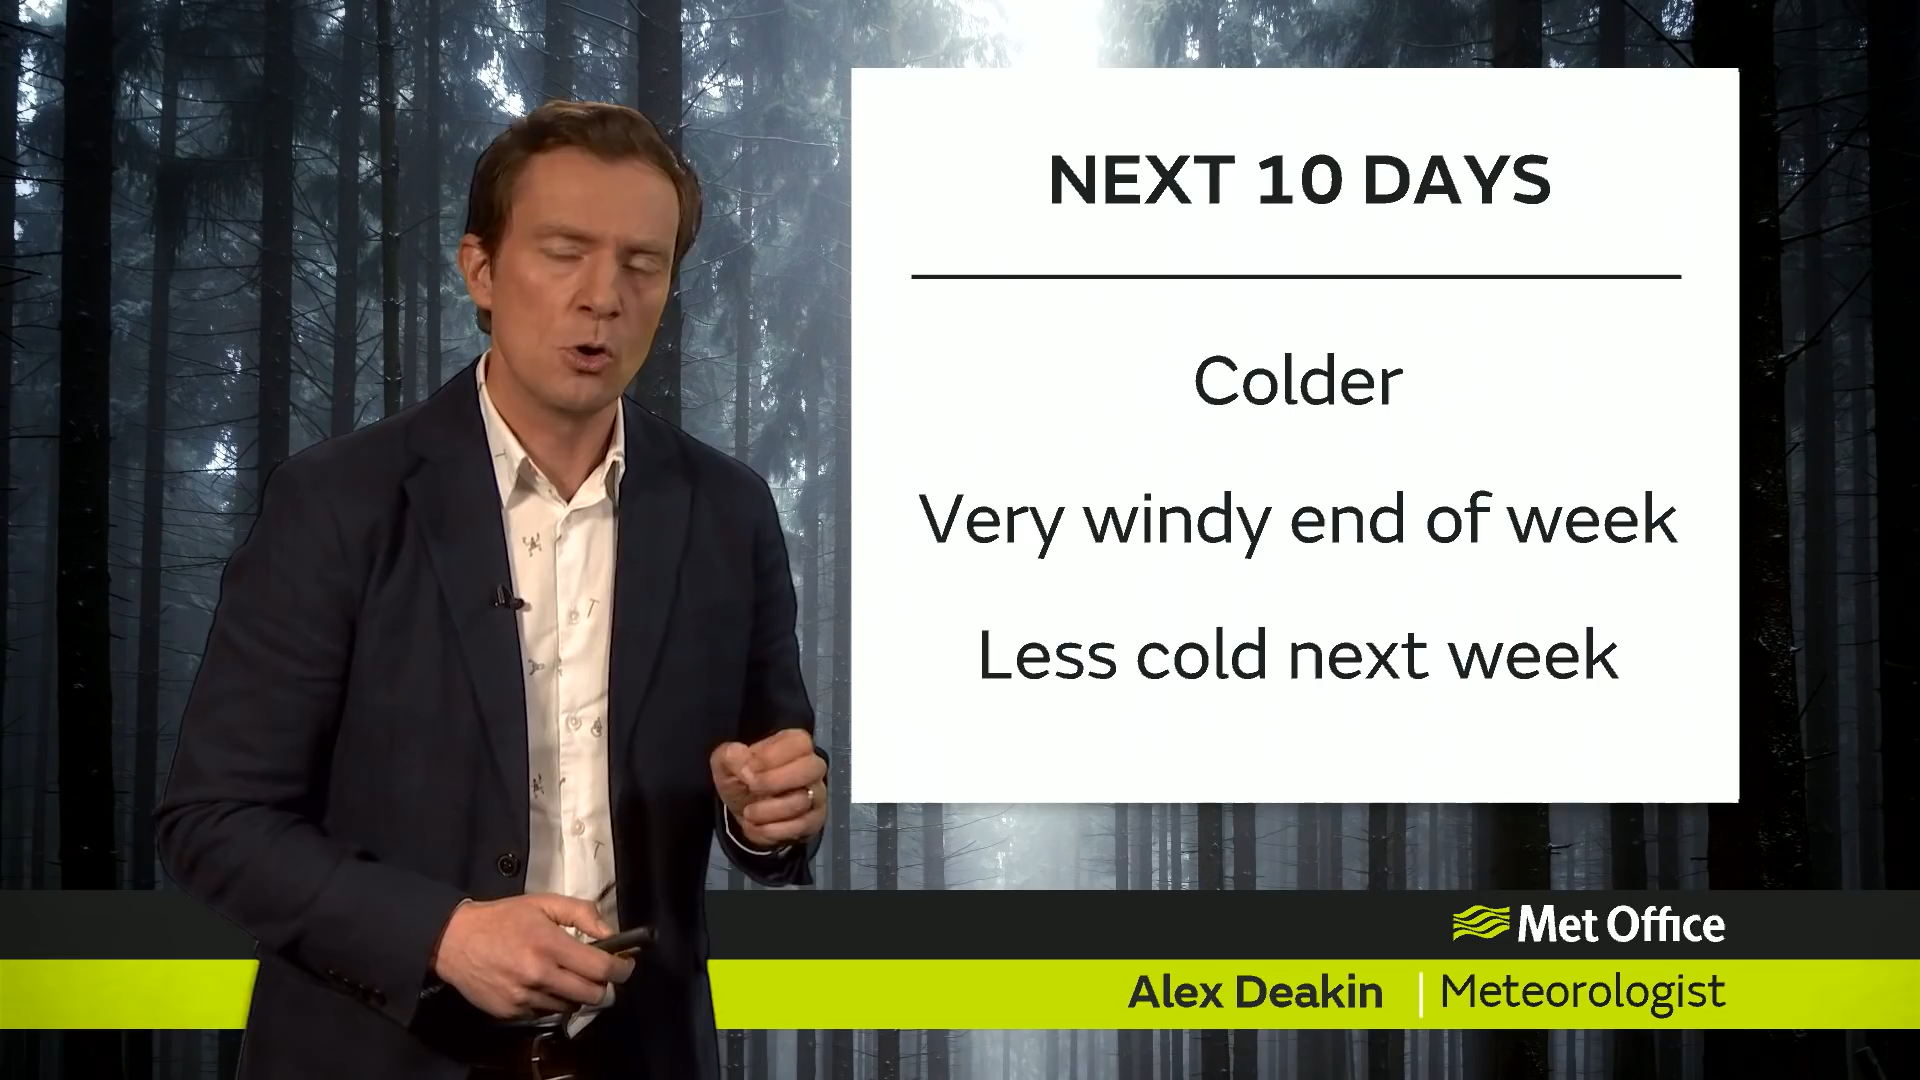 NEXT 10 DAYS
Colder
Very windy end of week
Less cold next week
Met Office
Alex Deakin | Meteorologist